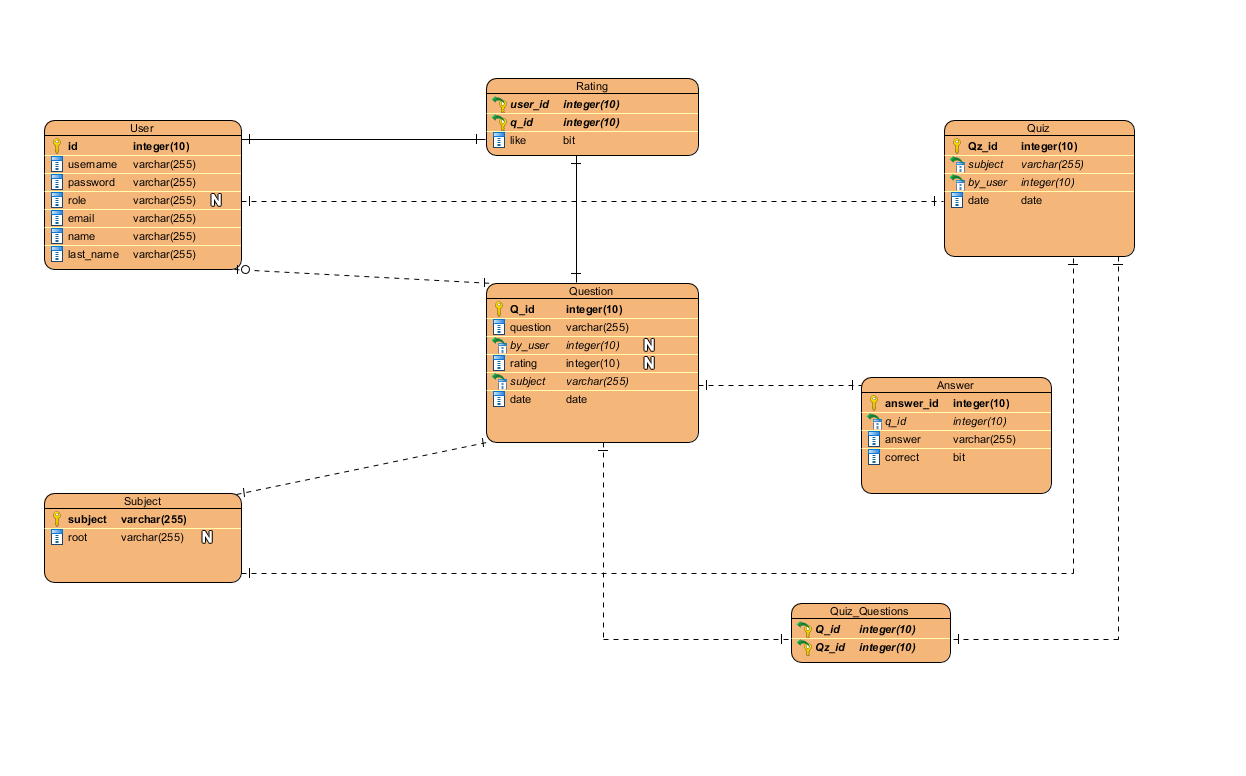 Rating
user_id integer(10)
q_id integer(10)
like bit
User
id integer(10)
username varchar(255)
password varchar(255)
role varchar(255) N
email varchar(255)
name varchar(255)
last_name varchar(255)
Quiz
Qz_id integer(10)
subject varchar(255)
by_user integer(10)
date date
Question
Q_id integer(10)
question varchar(255)
by_user integer(10) N
rating integer(10) N
subject varchar(255)
date date
Answer
answer_id integer(10)
q_id integer(10)
answer varchar(255)
correct bit
Subject
subject varchar(255)
root varchar(255) N
Quiz_Questions
Q_id integer(10)
Qz_id integer(10)